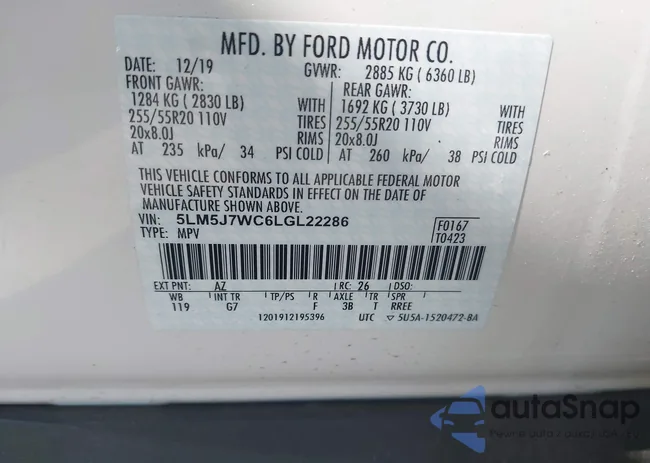 MFD. BY FORD MOTOR CO.
DATE: 12/19 GVWR: 2885 KG ( 6360 LB)
FRONT GAWR: REAR GAWR:
1284 KG ( 2830 LB) WITH 1692 KG ( 3730 LB) WITH
255/55R20 110V TIRES 255/55R20 110V TIRES
20x8.0J RIMS 20x8.0J RIMS
AT 235 kPa/ 34 PSI COLD AT 260 kPa/ 38 PSI COLD
THIS VEHICLE CONFORMS TO ALL APPLICABLE FEDERAL MOTOR
VEHICLE SAFETY STANDARDS IN EFFECT ON THE DATE OF
MANUFACTURE SHOWN ABOVE.
VIN: 5LM5J7WC6LGL22286 F0167
TYPE: MPV T0423
EXT PNT: AZ RC: 26 DSO:
WB INT TR TP/PS R AXLE TR SPR
119 G7 F 3B T RREE
1201912195396 UTC ▽ 5U5A-1520472-BA
autoSnap